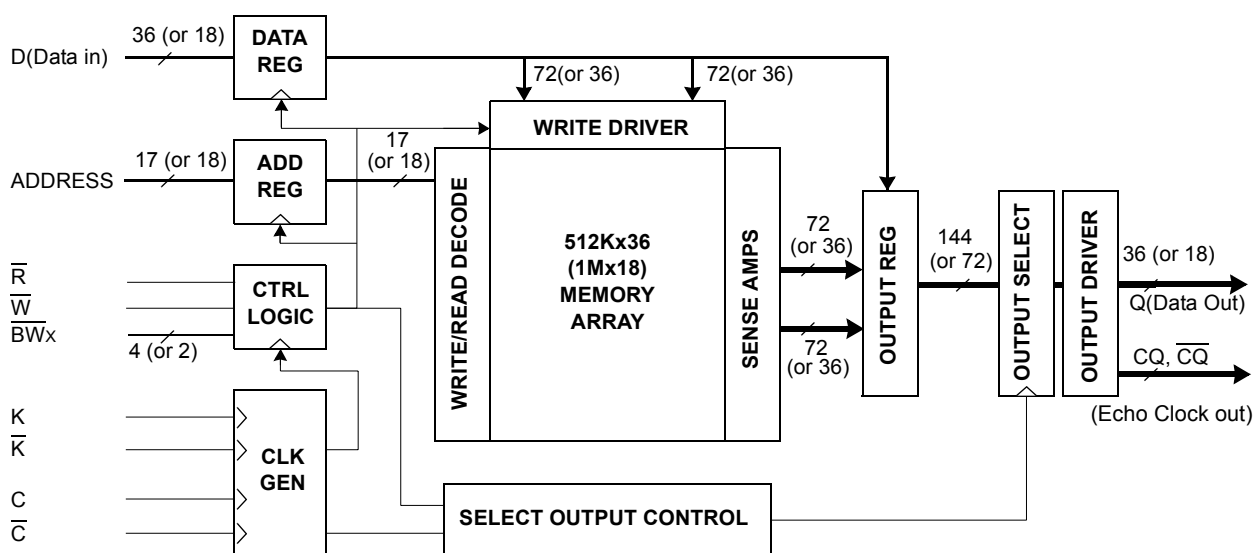 D(Data in)
36 (or 18)
DATA
REG
72(or 36)
72(or 36)
WRITE DRIVER
ADDRESS
17 (or 18)
ADD
REG
17
(or 18)
WRITE/READ DECODE
512Kx36
(1Mx18)
MEMORY
ARRAY
SENSE AMPS
72
(or 36)
72
(or 36)
OUTPUT REG
144
(or 72)
OUTPUT SELECT
OUTPUT DRIVER
36 (or 18)
Q(Data Out)
CQ, C̅Q̅
(Echo Clock out)
R̅
W̅
B̅W̅x
4 (or 2)
CTRL
LOGIC
K
K̅
C
C̅
CLK
GEN
SELECT OUTPUT CONTROL